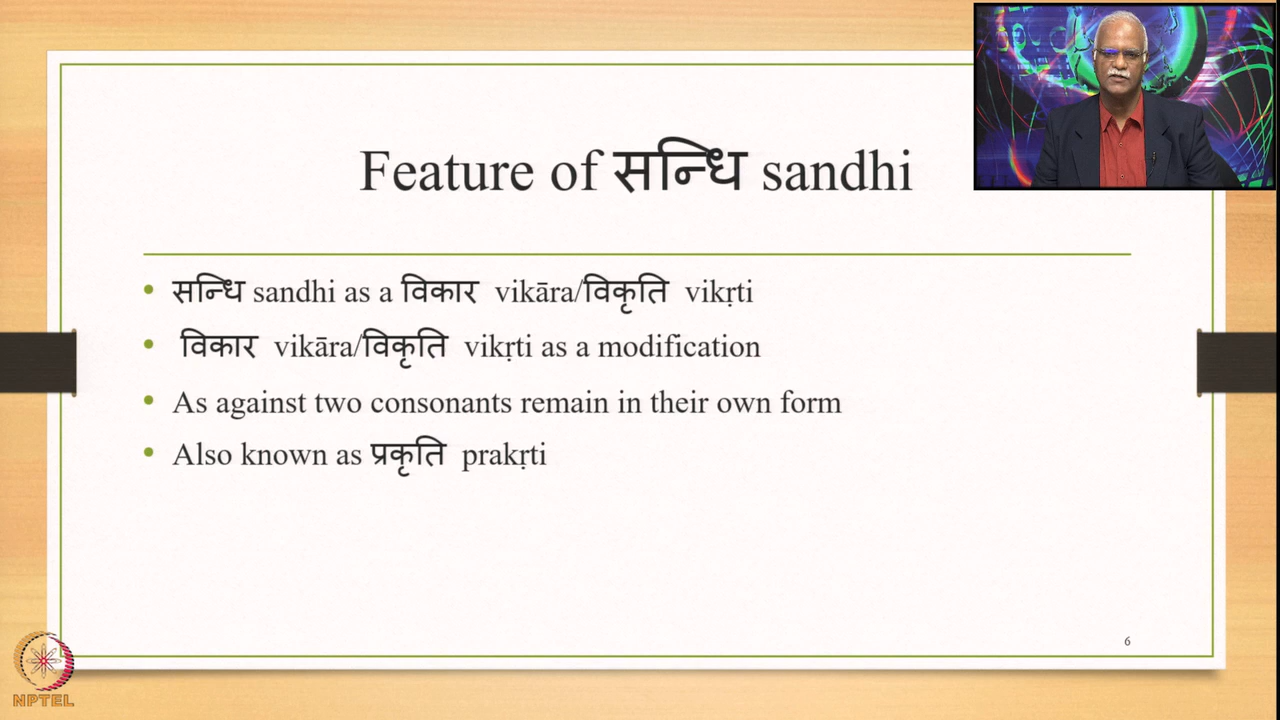 Feature of सन्धि sandhi
• सन्धि sandhi as a विकार vikāra/विकृति vikṛti
• विकार vikāra/विकृति vikṛti as a modification
• As against two consonants remain in their own form
• Also known as प्रकृति prakṛti
6
NPTEL